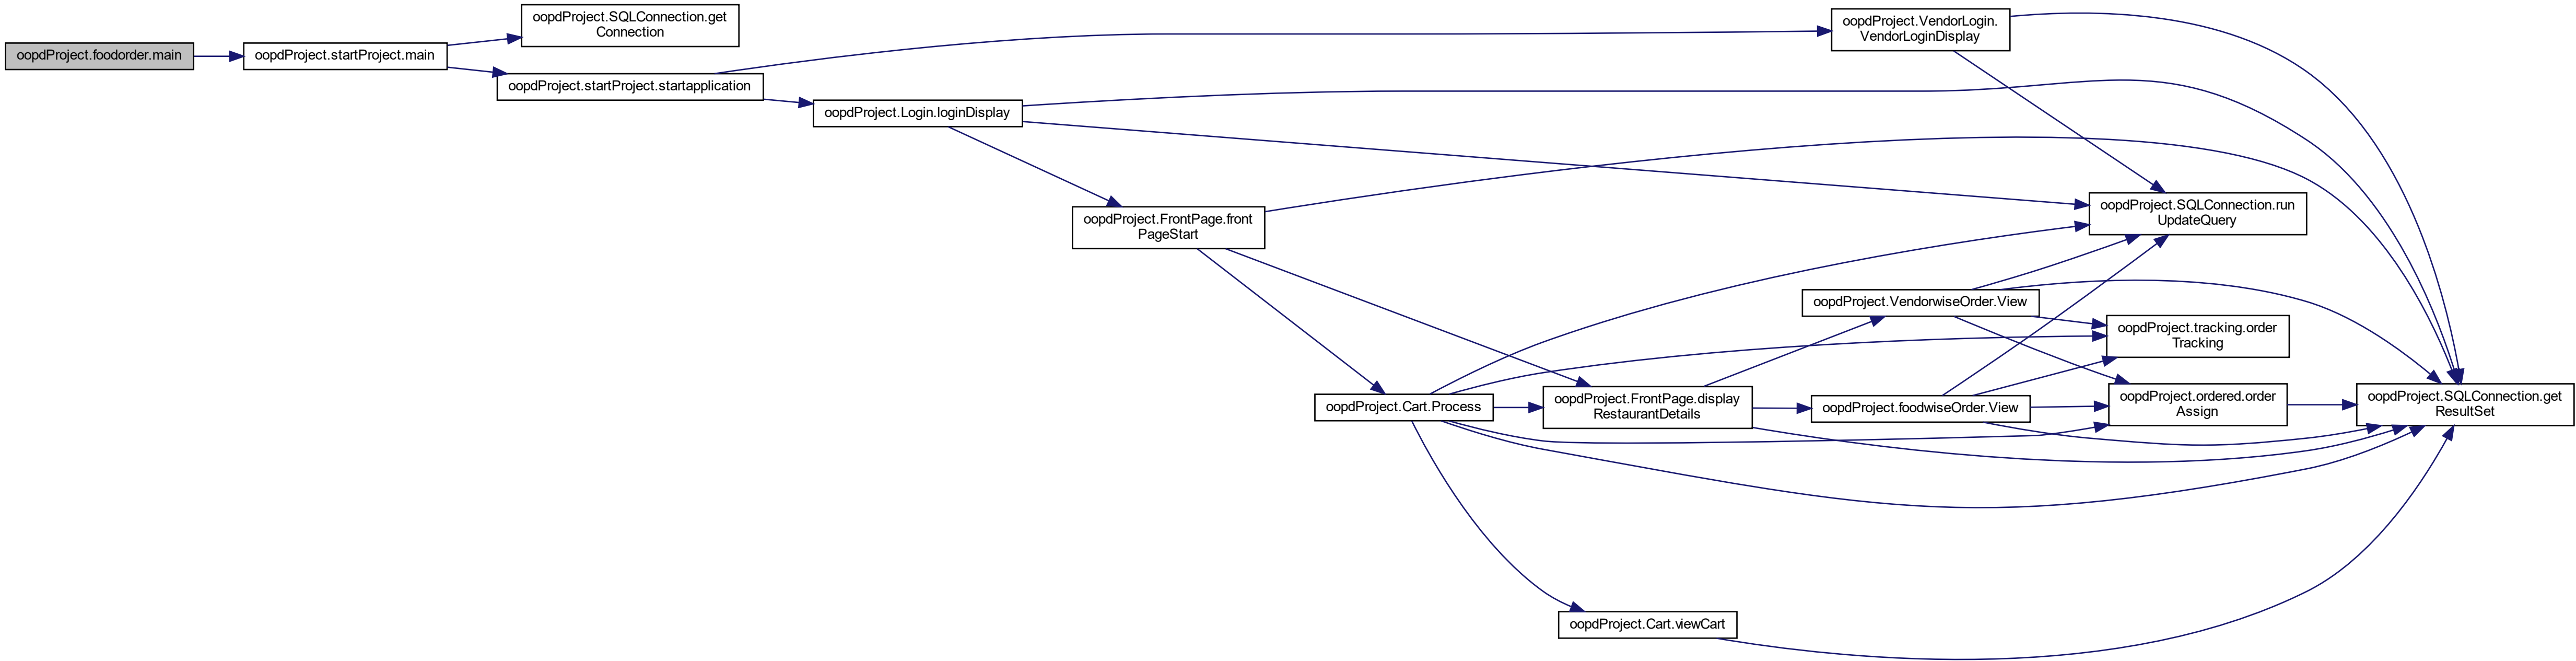 oopdProject.foodorder.main
oopdProject.startProject.main
oopdProject.SQLConnection.get
Connection
oopdProject.startProject.startapplication
oopdProject.Login.loginDisplay
oopdProject.VendorLogin.
VendorLoginDisplay
oopdProject.FrontPage.front
PageStart
oopdProject.SQLConnection.run
UpdateQuery
oopdProject.VendorwiseOrder.View
oopdProject.tracking.order
Tracking
oopdProject.Cart.Process
oopdProject.FrontPage.display
RestaurantDetails
oopdProject.foodwiseOrder.View
oopdProject.ordered.order
Assign
oopdProject.SQLConnection.get
ResultSet
oopdProject.Cart.viewCart